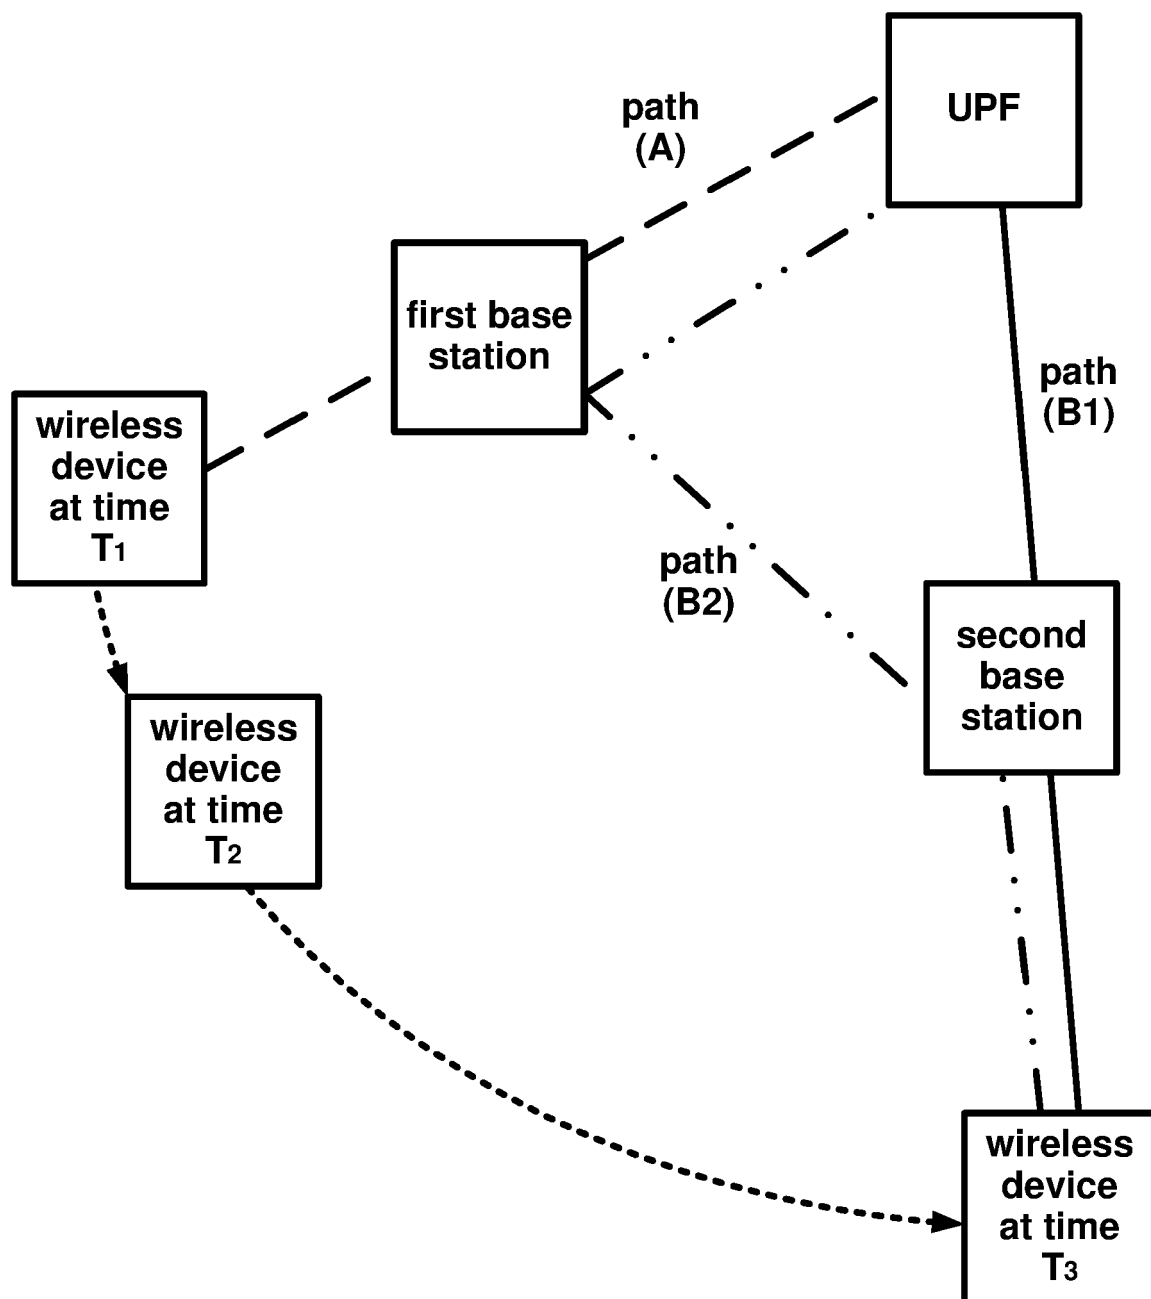 UPF
path
(A)
first base
station
path
(B1)
wireless
device
at time
T1
path
(B2)
second
base
station
wireless
device
at time
T2
wireless
device
at time
T3